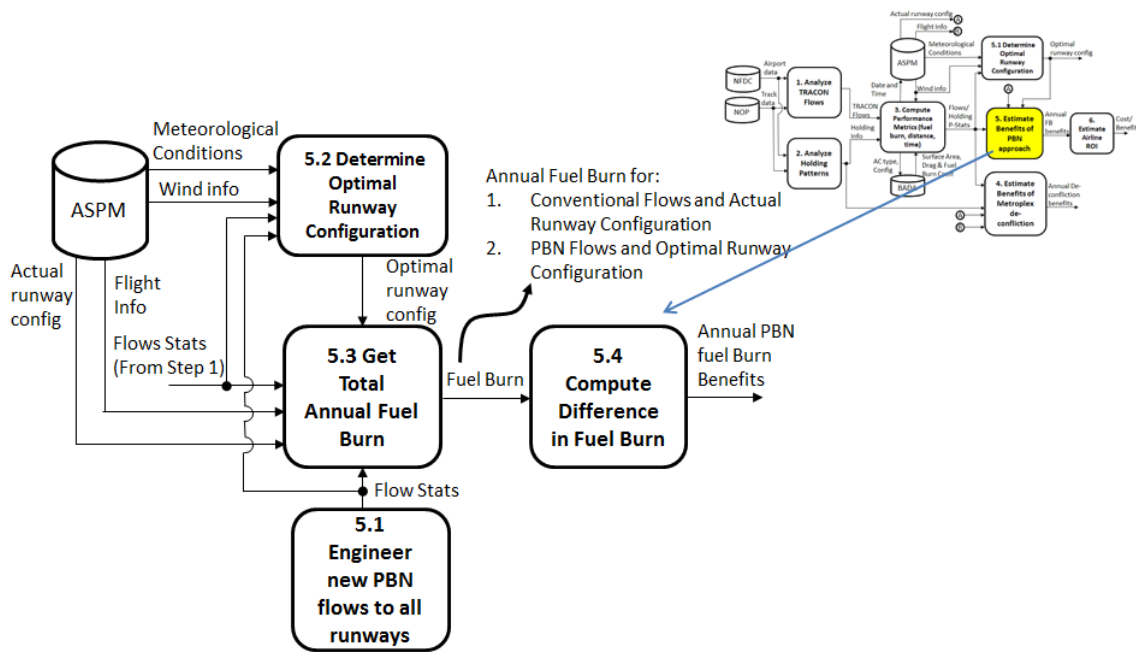 Meteorological
Conditions
Wind info
ASPM
Actual
runway
config
Flight
Info
Flows Stats
(From Step 1)
5.2 Determine
Optimal
Runway
Configuration
Optimal
runway
config
5.3 Get
Total
Annual Fuel
Burn
Flow Stats
5.1
Engineer
new PBN
flows to all
runways
Fuel Burn
Annual Fuel Burn for:
1. Conventional Flows and Actual
Runway Configuration
2. PBN Flows and Optimal Runway
Configuration
5.4
Compute
Difference
in Fuel Burn
Annual PBN
fuel Burn
Benefits
Actual runway config
A
Flight Info
B
Meteorological
Conditions
ASPM
5.1 Determine
Optimal
Runway
Configuration
Optimal
runway config
NFDC
Airport
data
NOP
Track
data
1. Analyze
TRACON
Flows
Date and
Time
Wind info
TRACON
Flows
3. Compute
Performance
Metrics (fuel
burn, distance,
time)
Flows/
Holding
P-Stats
A
5. Estimate
Benefits of
PBN
approach
Annual
FB
benefits
6.
Estimate
Airline
ROI
Cost/
Benefit
Holding Info
2. Analyze
Holding
Patterns
AC type,
Config
Surface Area,
Drag & Fuel
Burn Coeff
BADA
4. Estimate
Benefits of
Metroplex
de-
confliction
Annual De-
confliction
benefits
A
B